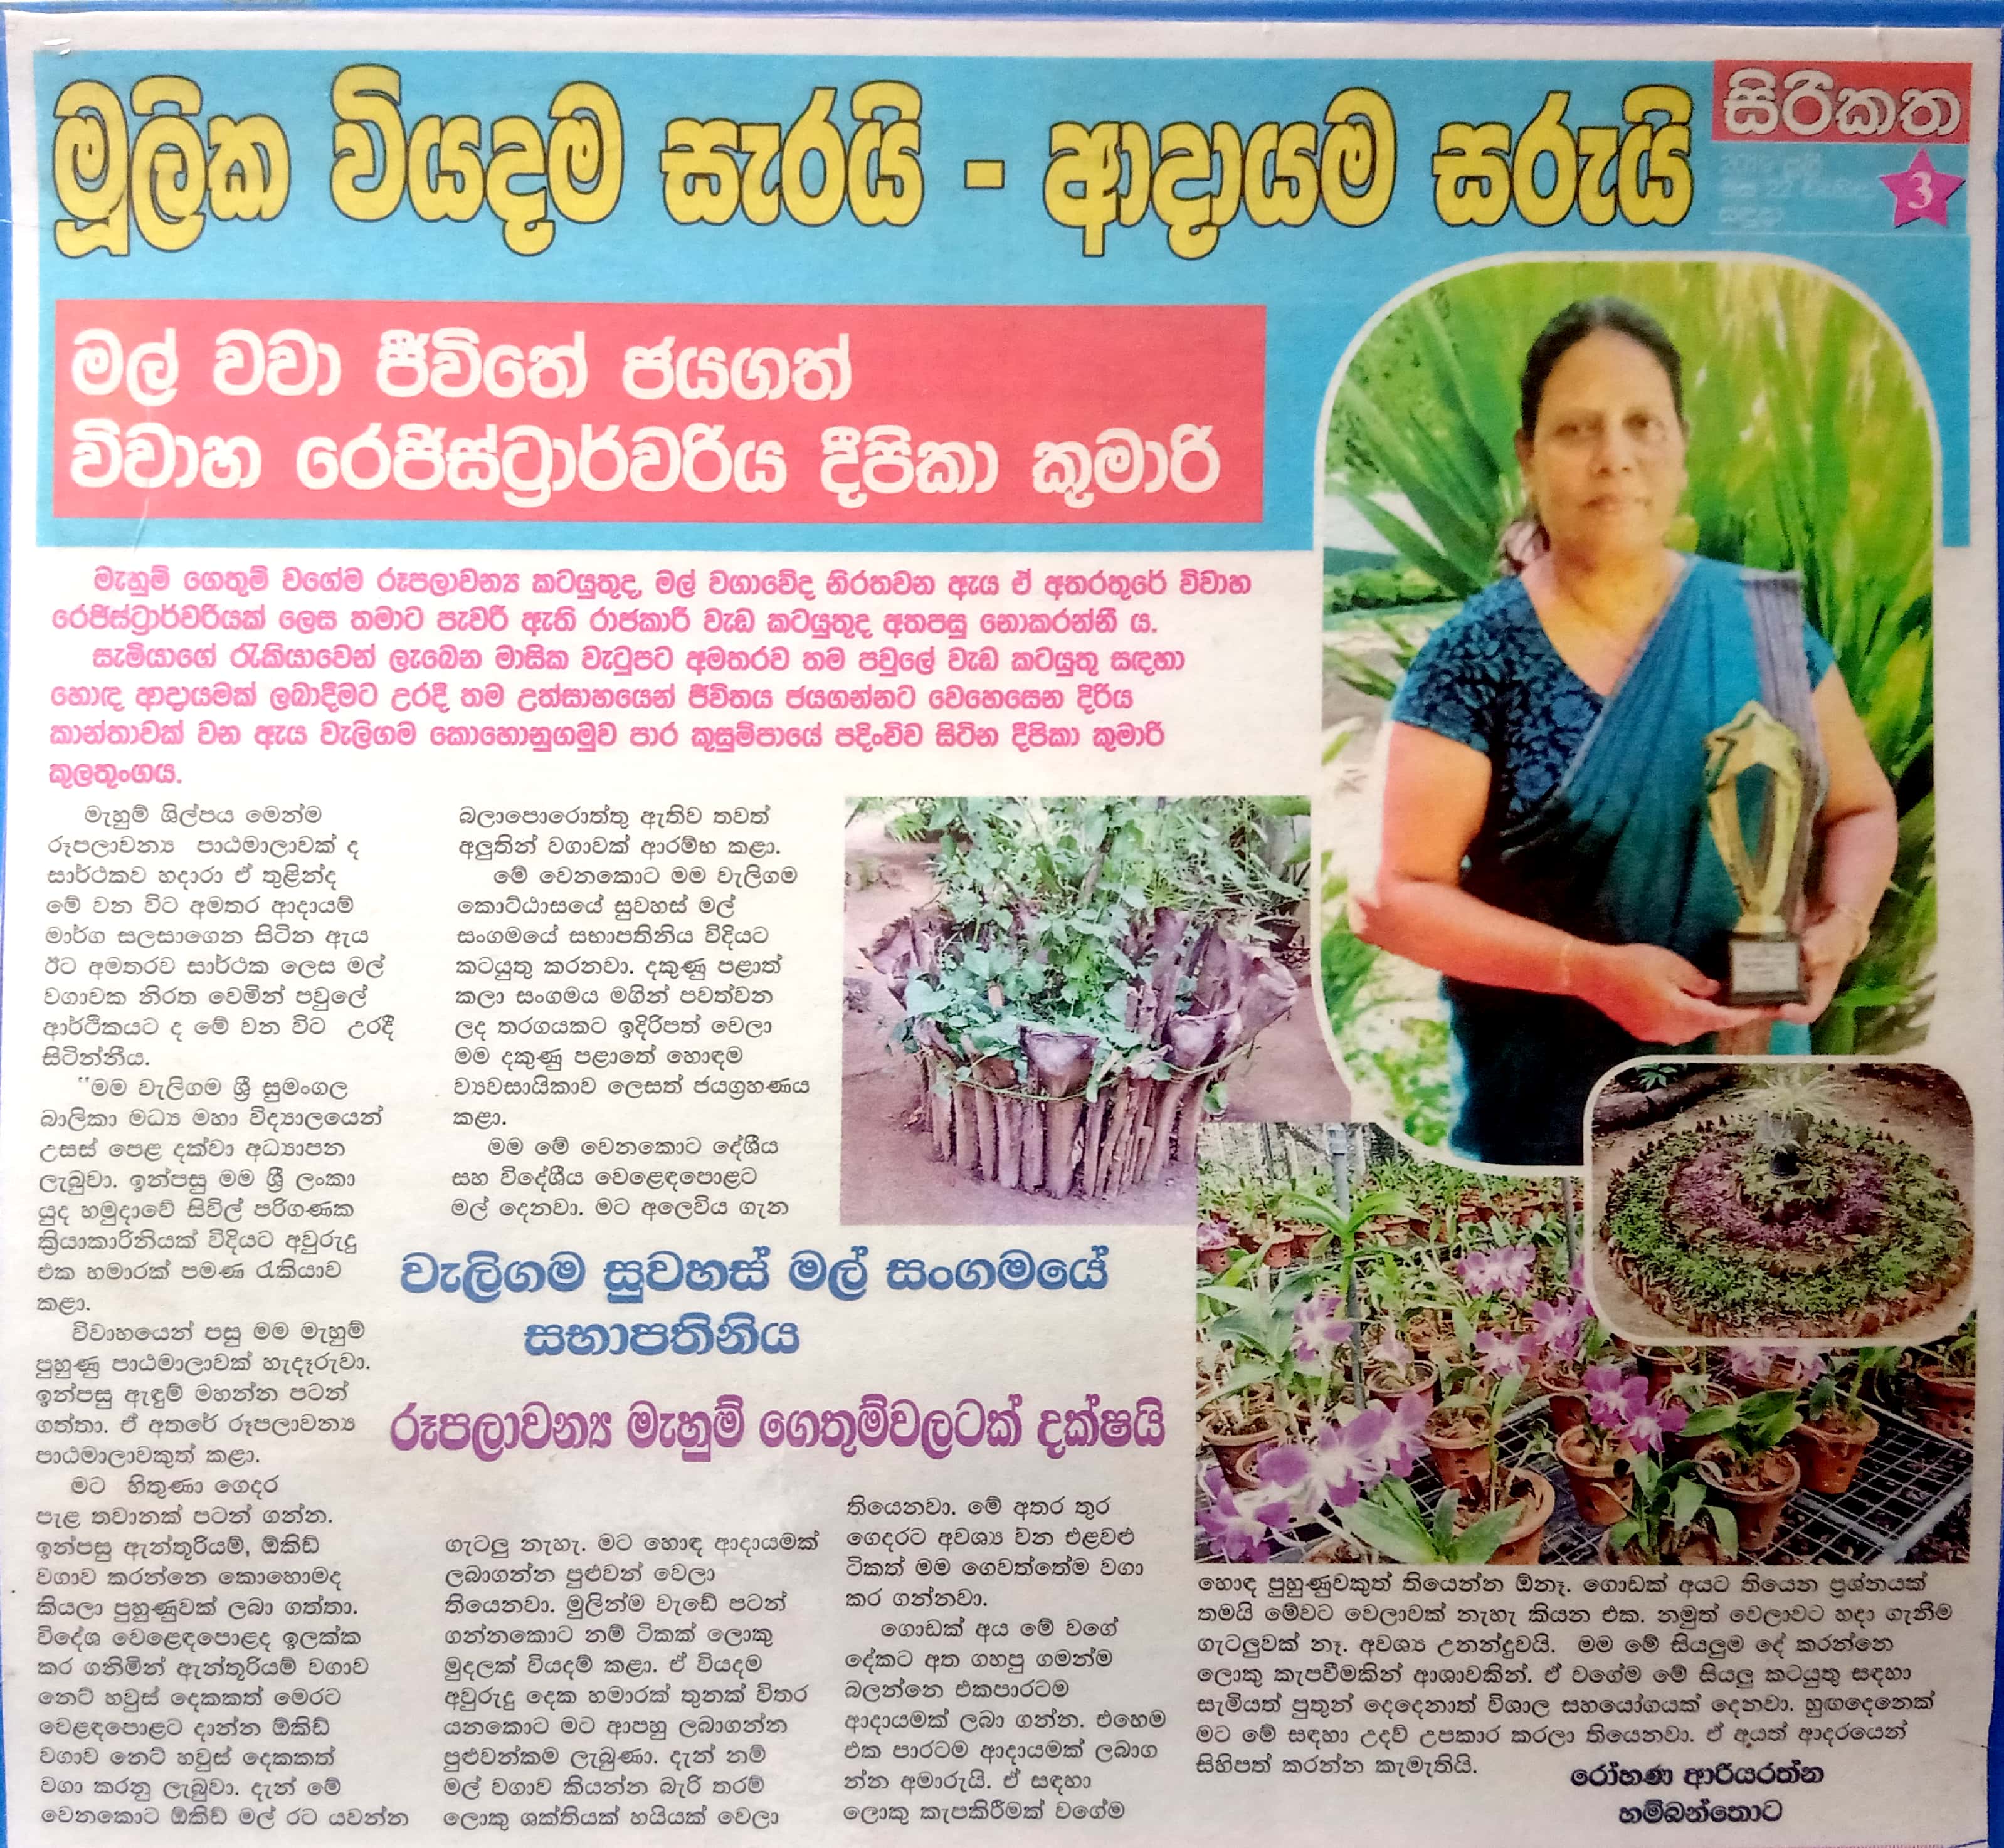 මූලික වියදම සැරයි - ආදායම සරුයි
සිරිකත
3
මල් වවා ජීවිතේ ජයගත්
විවාහ රෙජිස්ට්‍රාර්වරිය දීපිකා කුමාරි
මැහුම් ගෙතුම් වගේම රූපලාවන්‍ය කටයුතුද, මල් වගාවේද නිරතවන ඇය ඒ අතරතුරේ විවාහ
රෙජිස්ට්‍රාර්වරියක් ලෙස තමාට පැවරී ඇති රාජකාරි වැඩ කටයුතුද අතපසු නොකරන්නී ය.
සැමියාගේ රැකියාවෙන් ලැබෙන මාසික වැටුපට අමතරව තම පවුලේ වැඩ කටයුතු සඳහා
හොඳ ආදායමක් ලබාදීමට උරදී තම උත්සාහයෙන් ජීවිතය ජයගන්නට වෙහෙසෙන දිරිය
කාන්තාවක් වන ඇය වැලිගම කොහොනුගමුව පාර කුසුම්පායේ පදිංචිව සිටින දීපිකා කුමාරි
කුලතුංගය.
මැහුම් ශිල්පය මෙන්ම
රූපලාවන්‍ය පාඨමාලාවක් ද
සාර්ථකව හදාරා ඒ තුළින්ද
මේ වන විට අමතර ආදායම්
මාර්ග සලසාගෙන සිටින ඇය
ඊට අමතරව සාර්ථක ලෙස මල්
වගාවක නිරත වෙමින් පවුලේ
ආර්ථිකයට ද මේ වන විට උරදී
සිටින්නීය.
"මම වැලිගම ශ්‍රී සුමංගල
බාලිකා මධ්‍ය මහා විද්‍යාලයෙන්
උසස් පෙළ දක්වා අධ්‍යාපන
ලැබුවා. ඉන්පසු මම ශ්‍රී ලංකා
යුද හමුදාවේ සිවිල් පරිගණක
ක්‍රියාකාරිනියක් විදියට අවුරුදු
එක හමාරක් පමණ රැකියාව
කළා.
විවාහයෙන් පසු මම මැහුම්
පුහුණු පාඨමාලාවක් හැදෑරුවා.
ඉන්පසු ඇඳුම් මහන්න පටන්
ගත්තා. ඒ අතරේ රූපලාවන්‍ය
පාඨමාලාවකුත් කළා.
මට හිතුණා ගෙදර
පැළ තවානක් පටන් ගන්න.
ඉන්පසු ඇන්තූරියම්, ඕකිඩ්
වගාව කරන්නෙ කොහොමද
කියලා පුහුණුවක් ලබා ගත්තා.
විදේශ වෙළෙඳපොළද ඉලක්ක
කර ගනිමින් ඇන්තූරියම් වගාව
නෙට් හවුස් දෙකකත් මෙරට
වෙළඳපොළට දාන්න ඕකිඩ්
වගාව නෙට් හවුස් දෙකකත්
වගා කරනු ලැබුවා. දැන් මේ
වෙනකොට ඕකිඩ් මල් රට යවන්න
බලාපොරොත්තු ඇතිව තවත්
අලුතින් වගාවක් ආරම්භ කළා.
මේ වෙනකොට මම වැලිගම
කොට්ඨාසයේ සුවහස් මල්
සංගමයේ සභාපතිනිය විදියට
කටයුතු කරනවා. දකුණු පළාත්
කලා සංගමය මගින් පවත්වන
ලද තරගයකට ඉදිරිපත් වෙලා
මම දකුණු පළාතේ හොඳම
ව්‍යවසායිකාව ලෙසත් ජයග්‍රහණය
කළා.
මම මේ වෙනකොට දේශීය
සහ විදේශීය වෙළෙඳපොළට
මල් දෙනවා. මට අලෙවිය ගැන
වැලිගම සුවහස් මල් සංගමයේ
සභාපතිනිය
රූපලාවන්‍ය මැහුම් ගෙතුම්වලටක් දක්ෂයි
ගැටලු නැහැ. මට හොඳ ආදායමක්
ලබාගන්න පුළුවන් වෙලා
තියෙනවා. මුලින්ම වැඩේ පටන්
ගන්නකොට නම් ටිකක් ලොකු
මුදලක් වියදම් කළා. ඒ වියදම
අවුරුදු දෙක හමාරක් තුනක් විතර
යනකොට මට ආපහු ලබාගන්න
පුළුවන්කම ලැබුණා. දැන් නම්
මල් වගාව කියන්න බැරි තරම්
ලොකු ශක්තියක් හයියක් වෙලා
තියෙනවා. මේ අතර තුර
ගෙදරට අවශ්‍ය වන එළවළු
ටිකත් මම ගෙවත්තේම වගා
කර ගන්නවා.
ගොඩක් අය මේ වගේ
දේකට අත ගහපු ගමන්ම
බලන්නෙ එකපාරටම
ආදායමක් ලබා ගන්න. එහෙම
එක පාරටම ආදායමක් ලබාග
න්න අමාරුයි. ඒ සඳහා
ලොකු කැපකිරීමක් වගේම
හොඳ පුහුණුවකුත් තියෙන්න ඕනෑ. ගොඩක් අයට තියෙන ප්‍රශ්නයක්
තමයි මේවට වෙලාවක් නැහැ කියන එක. නමුත් වෙලාවට හදා ගැනීම
ගැටලුවක් නෑ. අවශ්‍ය උනන්දුවයි. මම මේ සියලුම දේ කරන්නෙ
ලොකු කැපවීමකින් ආශාවකින්. ඒ වගේම මේ සියලු කටයුතු සඳහා
සැමියත් පුතුන් දෙදෙනාත් විශාල සහයෝගයක් දෙනවා. හුඟදෙනෙක්
මට මේ සඳහා උදව් උපකාර කරලා තියෙනවා. ඒ අයත් ආදරයෙන්
සිහිපත් කරන්න කැමැතියි.
රෝහණ ආරියරත්න
හම්බන්තොට